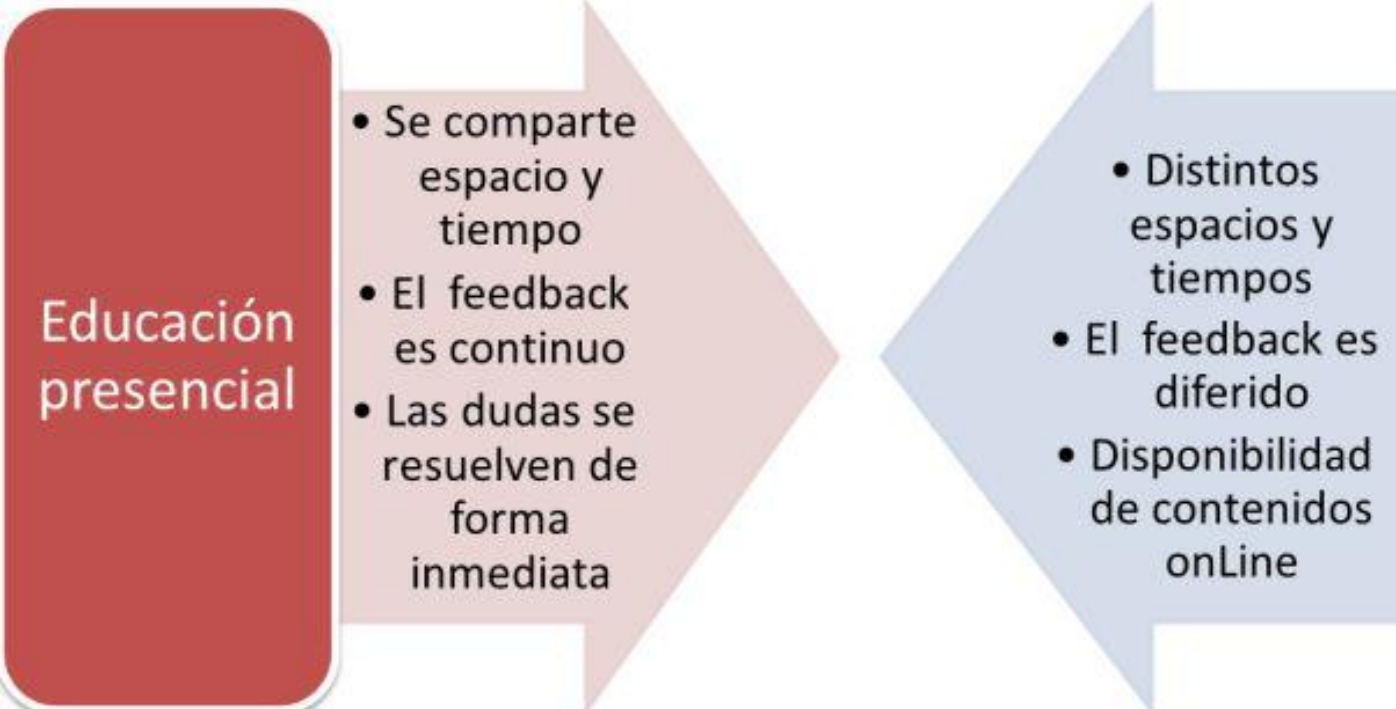 Educación
presencial
• Se comparte
espacio y
tiempo
• El feedback
es continuo
• Las dudas se
resuelven de
forma
inmediata
• Distintos
espacios y
tiempos
• El feedback es
diferido
• Disponibilidad
de contenidos
onLine